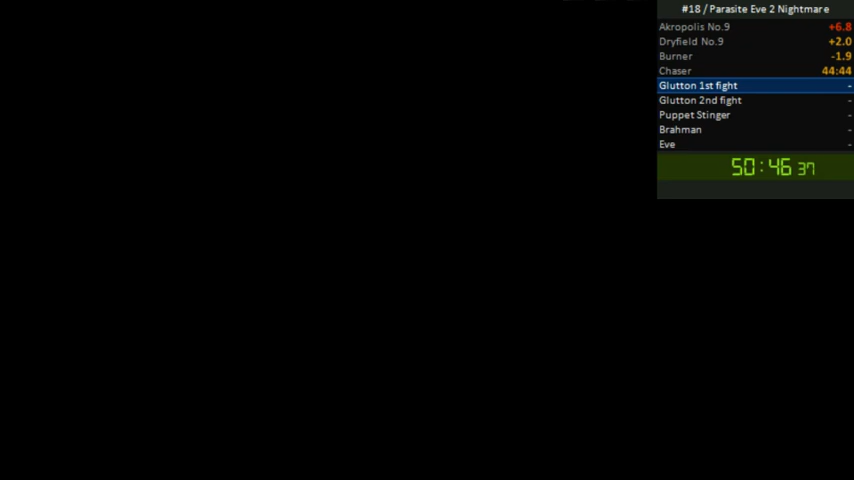 #18 / Parasite Eve 2 Nightmare
Akropolis No.9 +6.8
Dryfield No.9 +2.0
Burner -1.9
Chaser 44:44
Glutton 1st fight -
Glutton 2nd fight -
Puppet Stinger -
Brahman -
Eve -
50:46 37